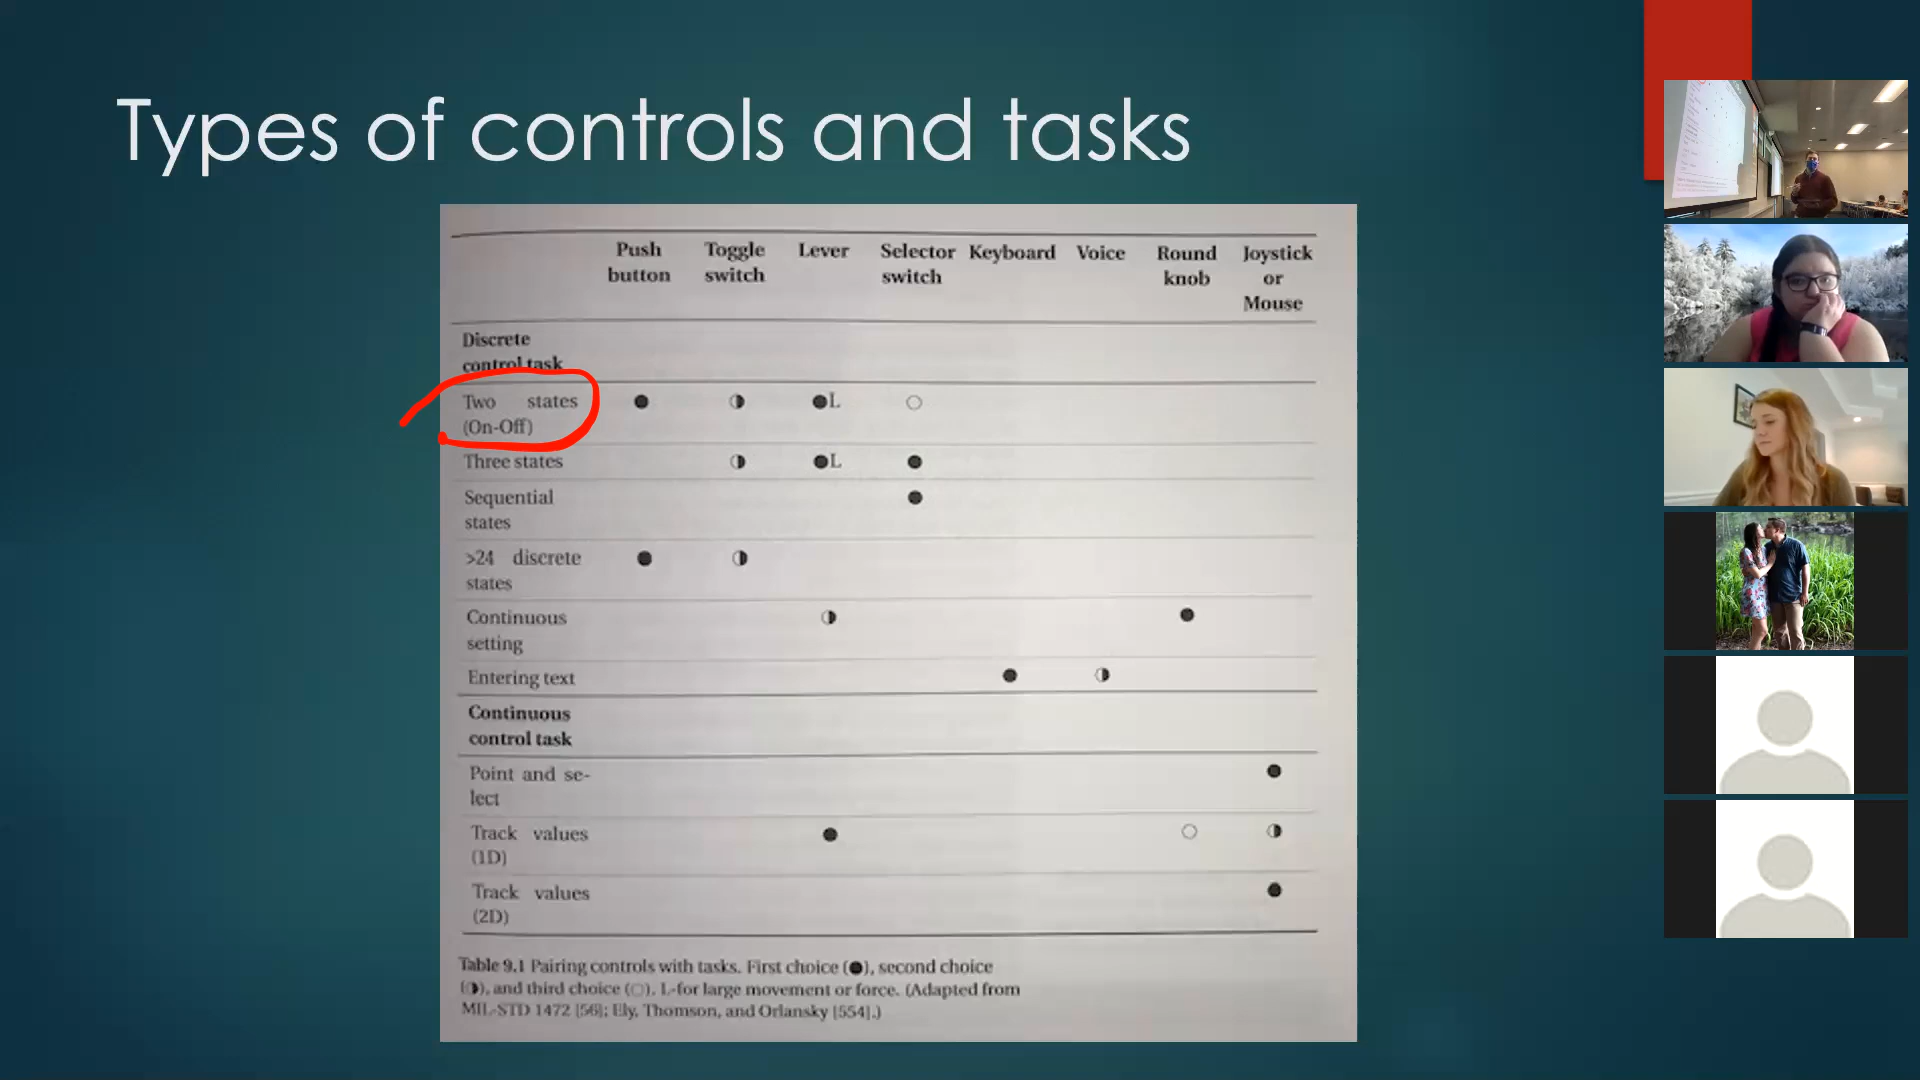 Types of controls and tasks
Push button Toggle switch Lever Selector switch Keyboard Voice Round knob Joystick or Mouse
Discrete control task
Two states (On-Off) ● ◑ ●L ○
Three states ◑ ●L ●
Sequential states ●
>24 discrete states ● ◑
Continuous setting ◑ ●
Entering text ● ◑
Continuous control task
Point and se-
lect ●
Track values (1D) ● ○ ◑
Track values (2D) ●
Table 9.1 Pairing controls with tasks. First choice (●), second choice
(◑), and third choice (○). L-for large movement or force. (Adapted from
MIL-STD 1472 [56]; Ely, Thomson, and Orlansky [554].)